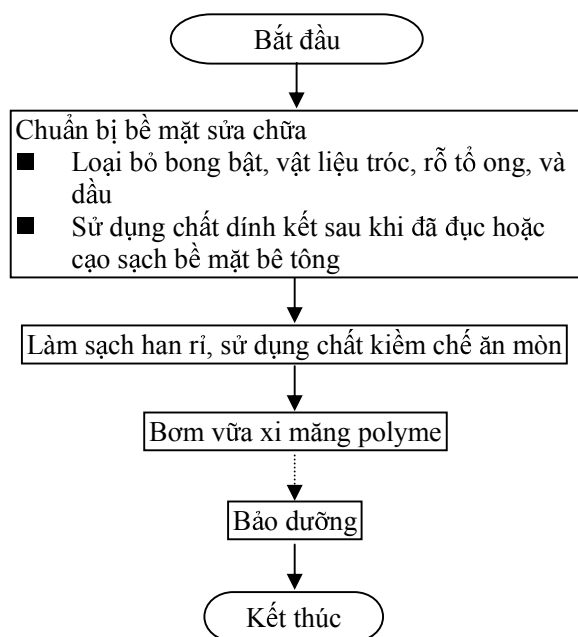 Bắt đầu
Chuẩn bị bề mặt sửa chữa
■ Loại bỏ bong bật, vật liệu tróc, rỗ tổ ong, và
dầu
■ Sử dụng chất dính kết sau khi đã đục hoặc
cạo sạch bề mặt bê tông
Làm sạch han rỉ, sử dụng chất kiềm chế ăn mòn
Bơm vữa xi măng polyme
Bảo dưỡng
Kết thúc